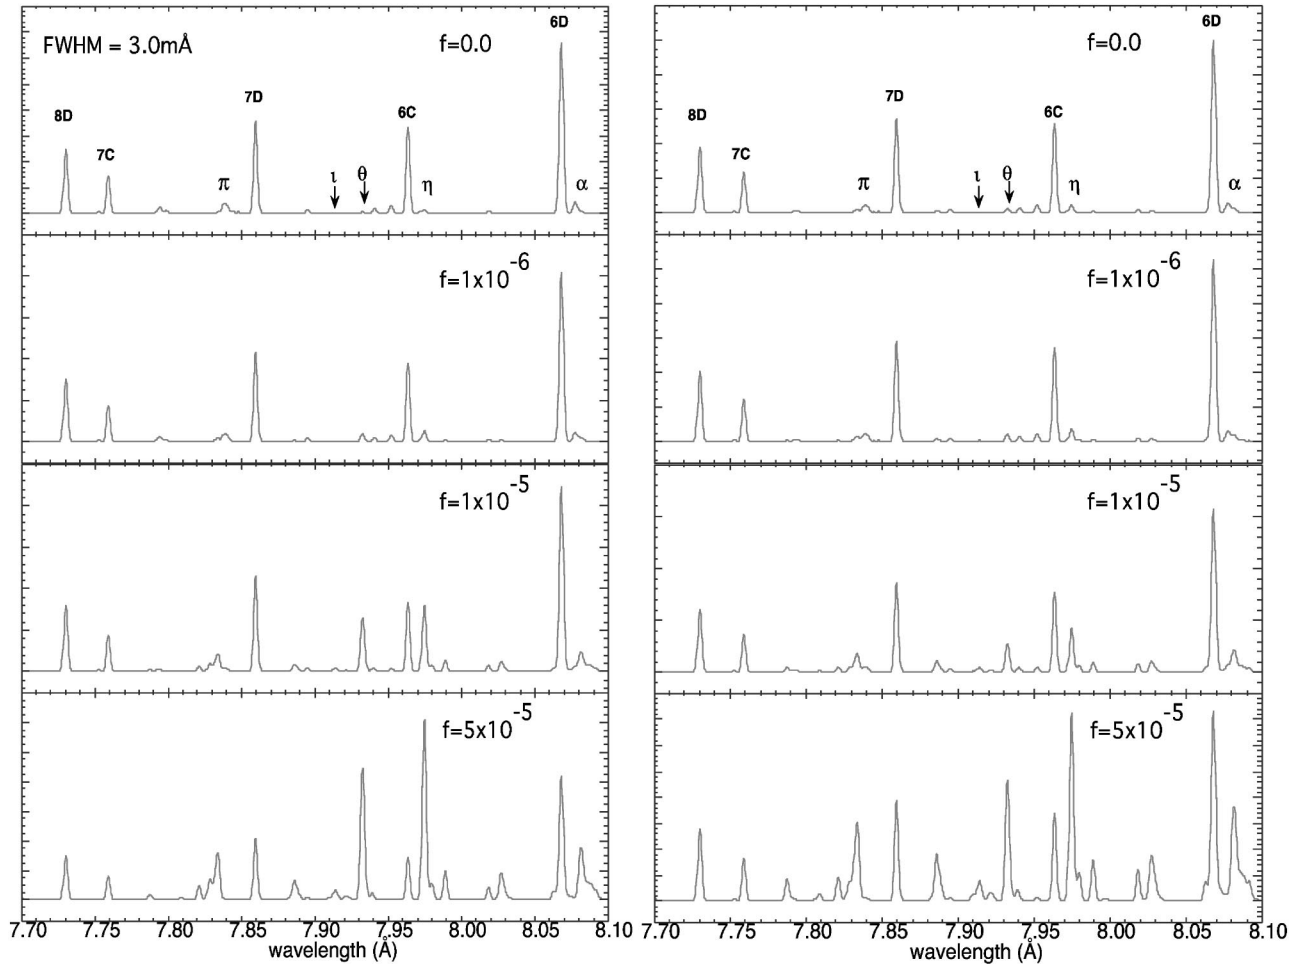 6D
FWHM = 3.0mÅ
f=0.0
8D
7C
7D
6C
π
ι
θ
η
α
f=1x10-6
f=1x10-5
f=5x10-5
7.70 7.75 7.80 7.85 7.90 7.95 8.00 8.05 8.10
wavelength (Å)
6D
f=0.0
8D
7C
7D
6C
π
ι
θ
η
α
f=1x10-6
f=1x10-5
f=5x10-5
7.70 7.75 7.80 7.85 7.90 7.95 8.00 8.05 8.10
wavelength (Å)